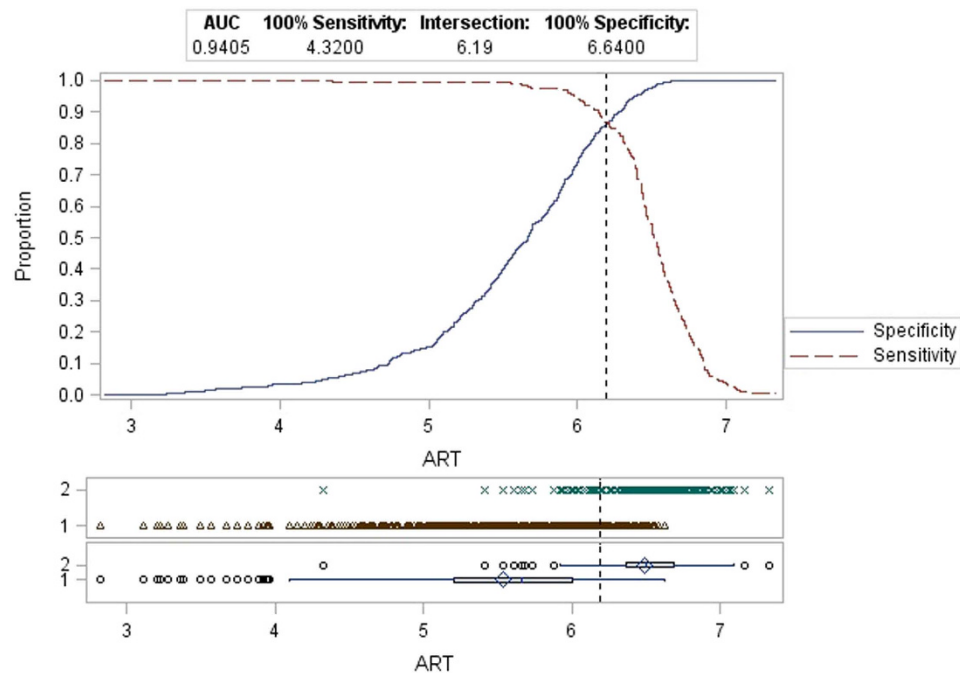 AUC 100% Sensitivity: Intersection: 100% Specificity:
0.9405 4.3200 6.19 6.6400
1.0
0.9
0.8
0.7
0.6
0.5
0.4
0.3
0.2
0.1
0.0
Proportion
3 4 5 6 7
ART
Specificity
Sensitivity
2
1
2
1
3 4 5 6 7
ART